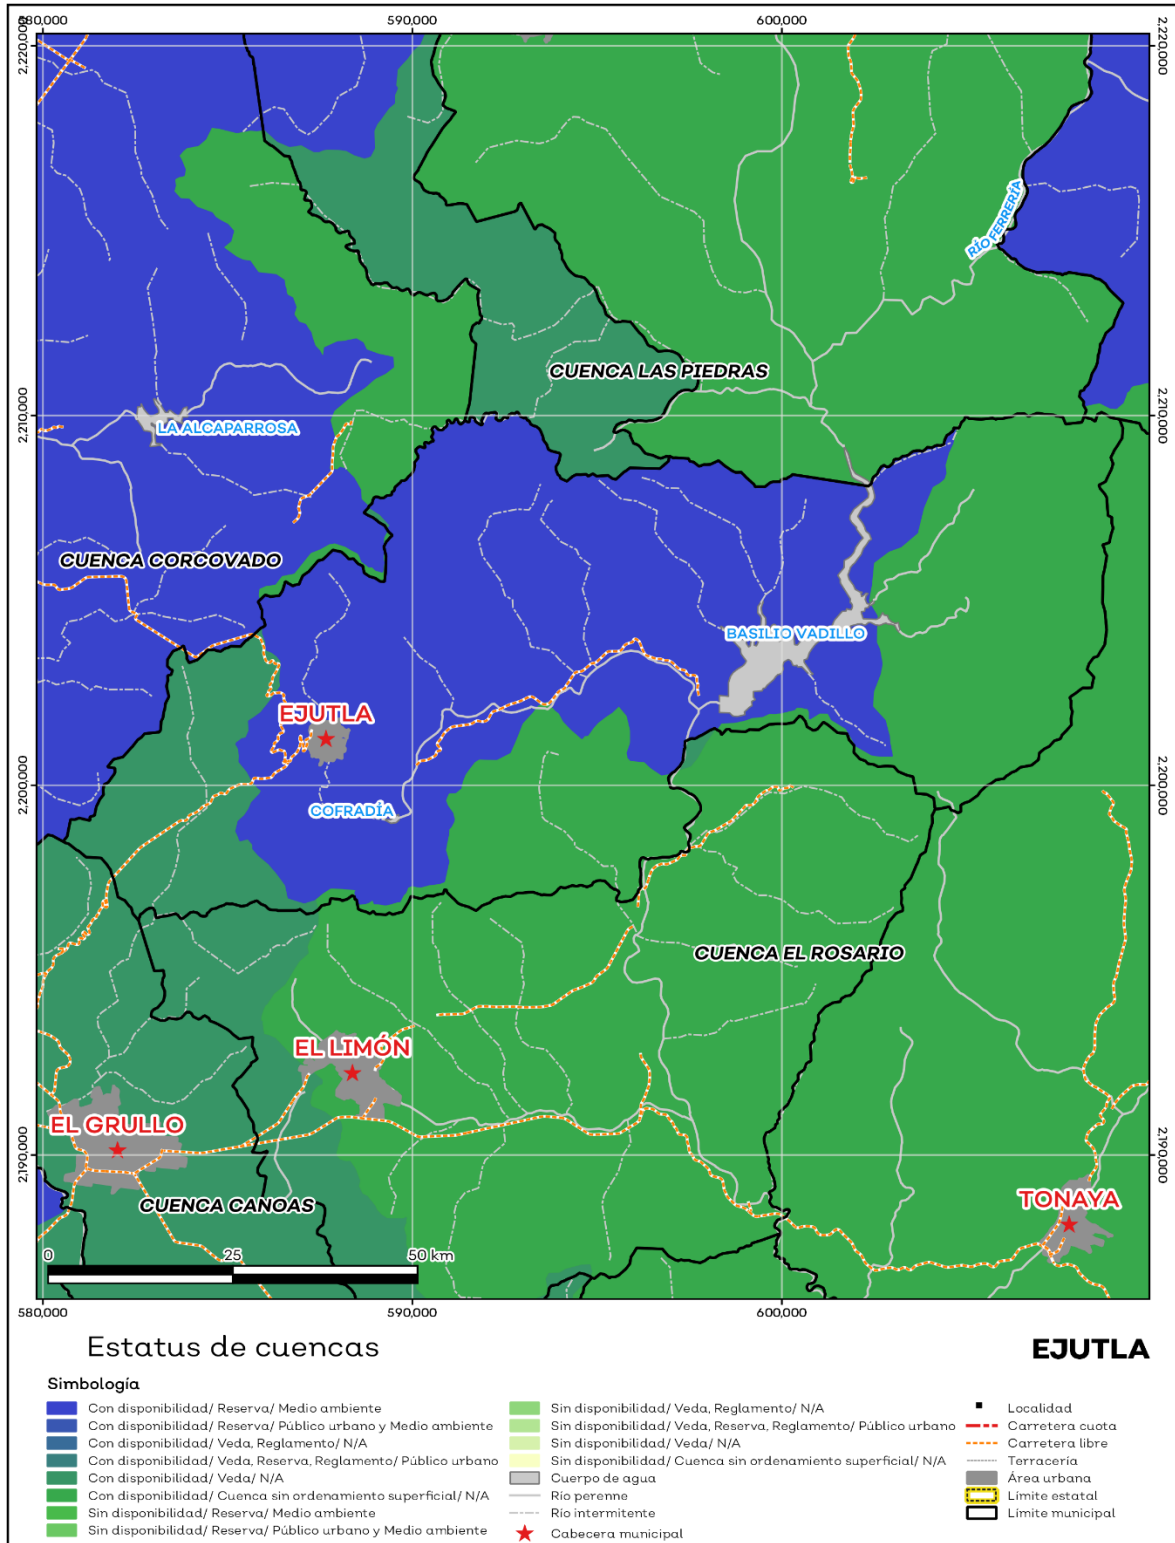 580,000
590,000
600,000
2,220,000
2,220,000
RÍO FERRERÍA
CUENCA LAS PIEDRAS
2,210,000
2,210,000
LA ALCAPARROSA
CUENCA CORCOVADO
BASILIO VADILLO
EJUTLA
2,200,000
2,200,000
COFRADÍA
CUENCA EL ROSARIO
EL LIMÓN
EL GRULLO
2,190,000
2,190,000
CUENCA CANOAS
TONAYA
0 25 50 km
580,000
590,000
600,000
Estatus de cuencas
EJUTLA
Simbología
Con disponibilidad/ Reserva/ Medio ambiente
Con disponibilidad/ Reserva/ Público urbano y Medio ambiente
Con disponibilidad/ Veda, Reglamento/ N/A
Con disponibilidad/ Veda, Reserva, Reglamento/ Público urbano
Con disponibilidad/ Veda/ N/A
Con disponibilidad/ Cuenca sin ordenamiento superficial/ N/A
Sin disponibilidad/ Reserva/ Medio ambiente
Sin disponibilidad/ Reserva/ Público urbano y Medio ambiente
Sin disponibilidad/ Veda, Reglamento/ N/A
Sin disponibilidad/ Veda, Reserva, Reglamento/ Público urbano
Sin disponibilidad/ Veda/ N/A
Sin disponibilidad/ Cuenca sin ordenamiento superficial/ N/A
Cuerpo de agua
Río perenne
Río intermitente
Cabecera municipal
Localidad
Carretera cuota
Carretera libre
Terracería
Área urbana
Límite estatal
Límite municipal